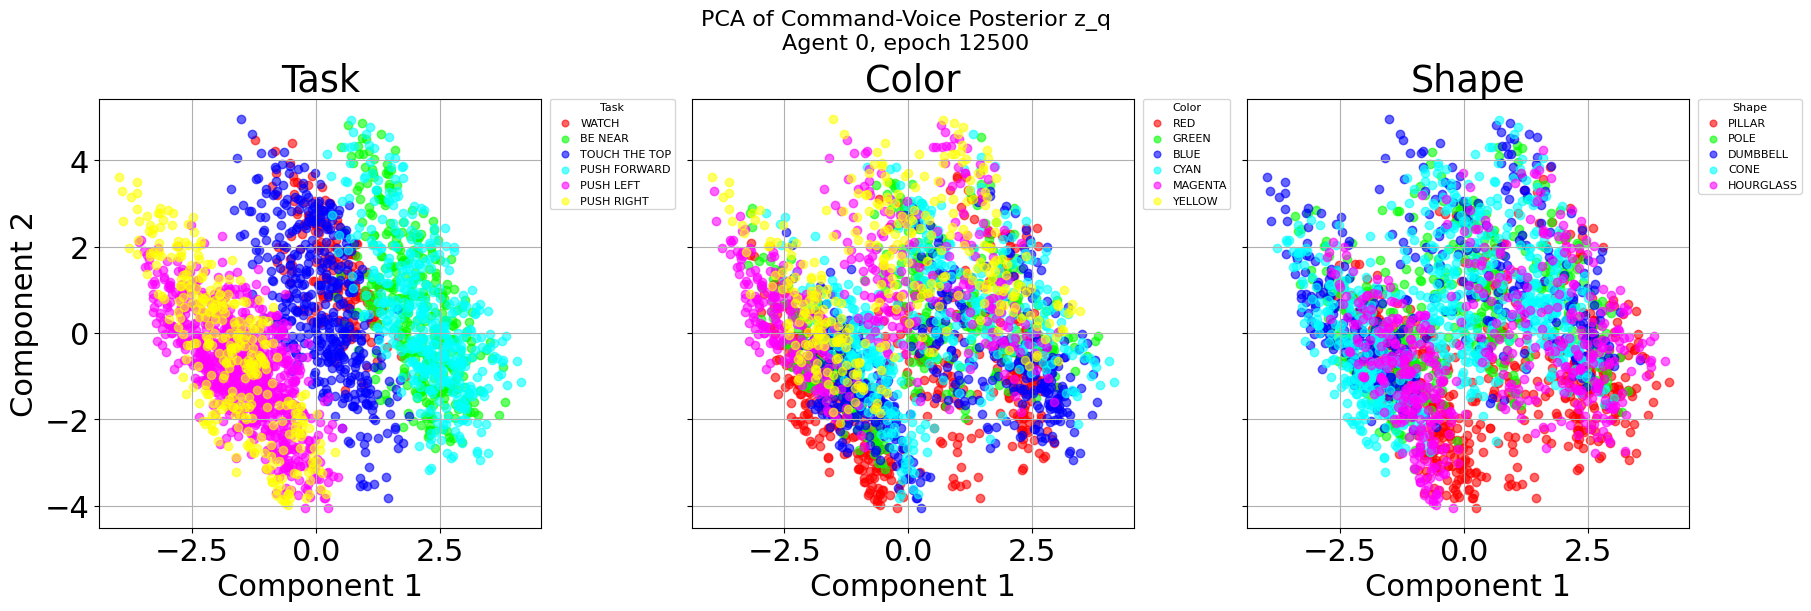 PCA of Command-Voice Posterior z_q
Agent 0, epoch 12500
Task
Component 2
4
2
0
−2
−4
−2.5 0.0 2.5
Component 1
Task
WATCH
BE NEAR
TOUCH THE TOP
PUSH FORWARD
PUSH LEFT
PUSH RIGHT
Color
−2.5 0.0 2.5
Component 1
Color
RED
GREEN
BLUE
CYAN
MAGENTA
YELLOW
Shape
−2.5 0.0 2.5
Component 1
Shape
PILLAR
POLE
DUMBBELL
CONE
HOURGLASS